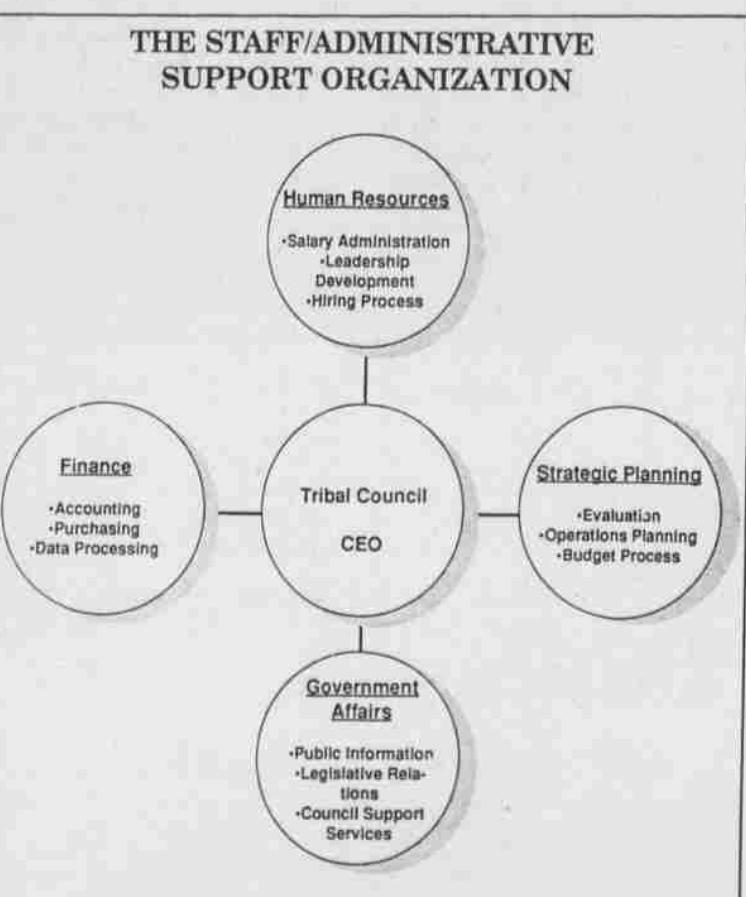 THE STAFF/ADMINISTRATIVE
SUPPORT ORGANIZATION
Human Resources
•Salary Administration
•Leadership
Development
•Hiring Process
Finance
•Accounting
•Purchasing
•Data Processing
Tribal Council
CEO
Strategic Planning
•Evaluation
•Operations Planning
•Budget Process
Government
Affairs
•Public Information
•Legislative Rela-
tions
•Council Support
Services